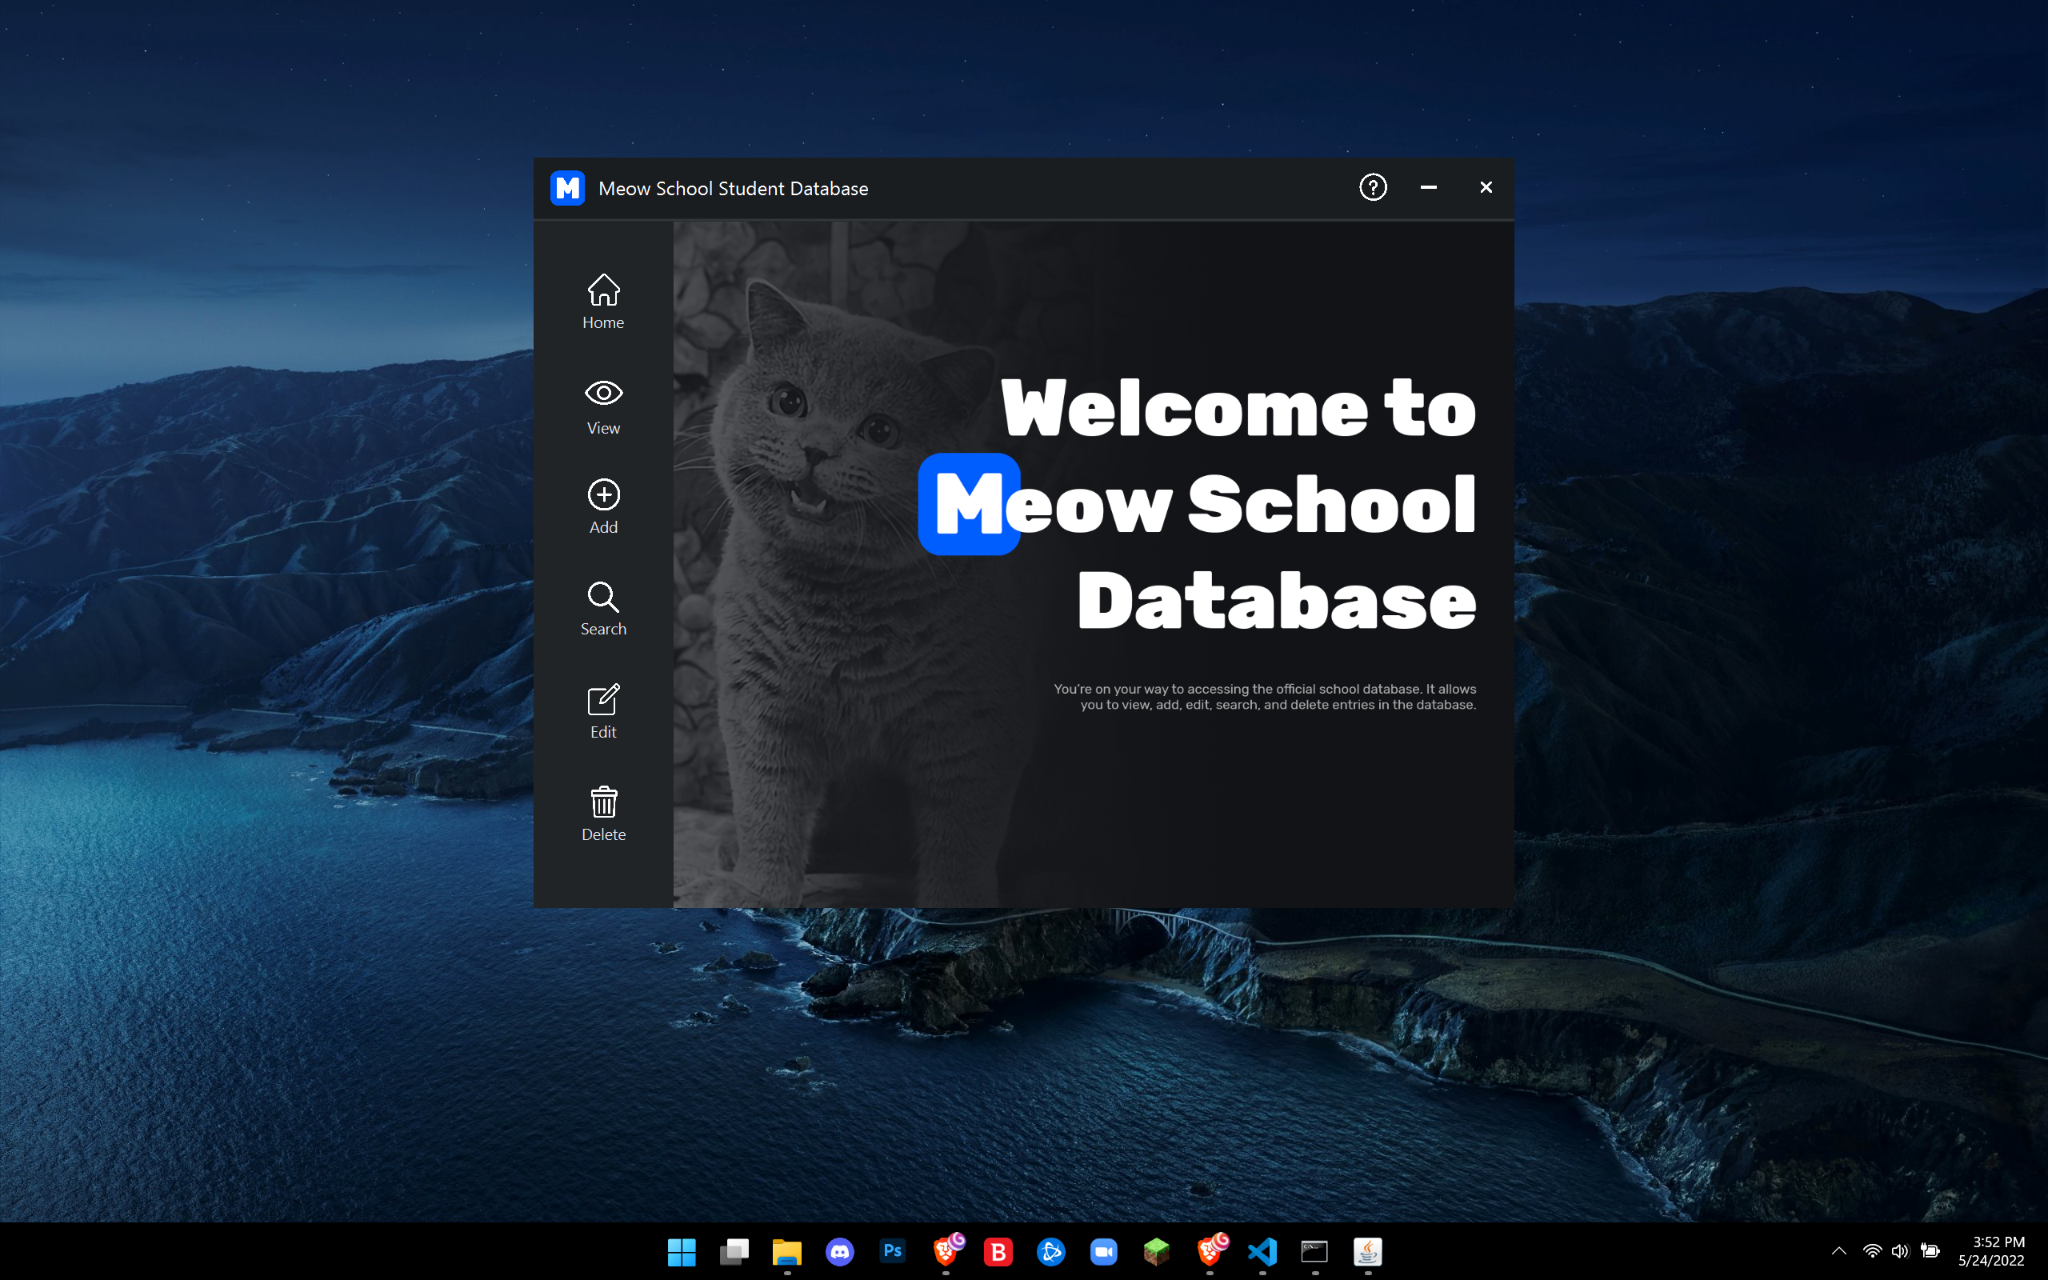 M Meow School Student Database
?
Home
View
Add
Search
Edit
Delete
Welcome to
Meow School
Database
You're on your way to accessing the official school database. It allows
you to view, add, edit, search, and delete entries in the database.
Ps
B
3:52 PM
5/24/2022